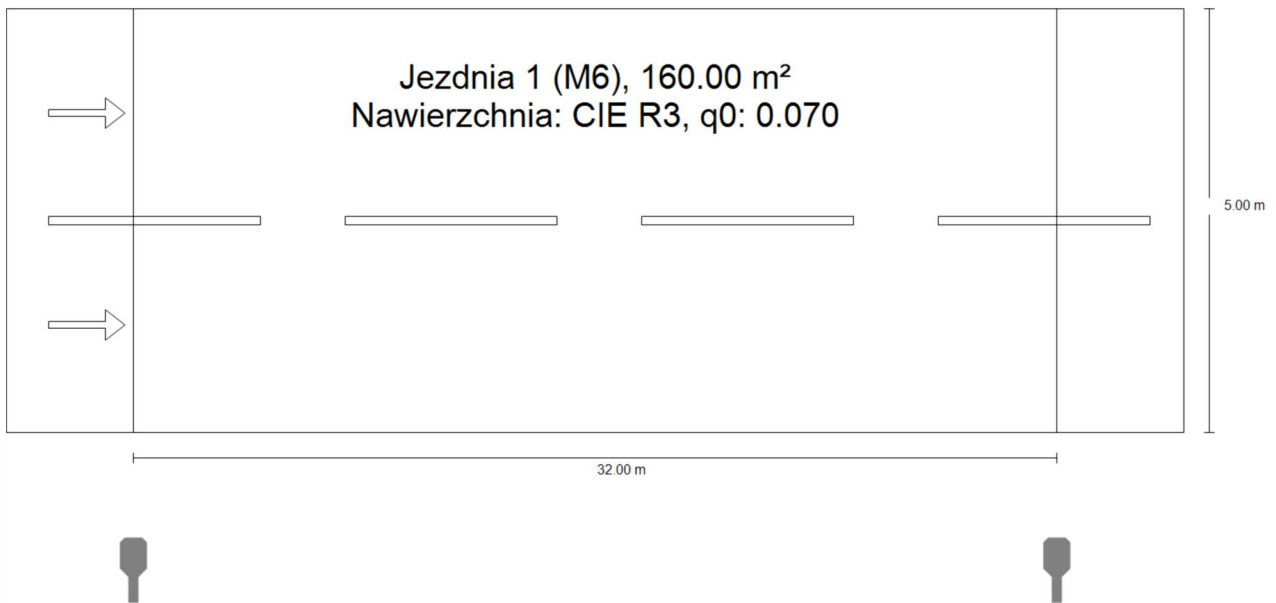 Jezdnia 1 (M6), 160.00 m²
Nawierzchnia: CIE R3, q0: 0.070
5.00 m
32.00 m